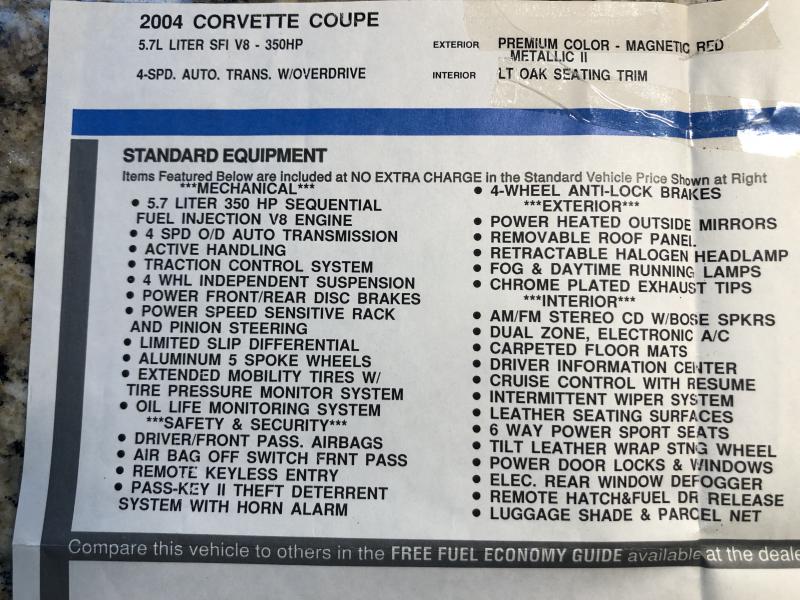 2004 CORVETTE COUPE
5.7L LITER SFI V8 - 350HP
EXTERIOR PREMIUM COLOR - MAGNETIC RED
METALLIC II
4-SPD. AUTO. TRANS. W/OVERDRIVE
INTERIOR LT OAK SEATING TRIM
STANDARD EQUIPMENT
Items Featured Below are included at NO EXTRA CHARGE in the Standard Vehicle Price Shown at Right
***MECHANICAL***
• 5.7 LITER 350 HP SEQUENTIAL
FUEL INJECTION V8 ENGINE
• 4 SPD O/D AUTO TRANSMISSION
• ACTIVE HANDLING
• TRACTION CONTROL SYSTEM
• 4 WHL INDEPENDENT SUSPENSION
• POWER FRONT/REAR DISC BRAKES
• POWER SPEED SENSITIVE RACK
AND PINION STEERING
• LIMITED SLIP DIFFERENTIAL
• ALUMINUM 5 SPOKE WHEELS
• EXTENDED MOBILITY TIRES W/
TIRE PRESSURE MONITOR SYSTEM
• OIL LIFE MONITORING SYSTEM
***SAFETY & SECURITY***
• DRIVER/FRONT PASS. AIRBAGS
• AIR BAG OFF SWITCH FRNT PASS
• REMOTE KEYLESS ENTRY
• PASS-KEY II THEFT DETERRENT
SYSTEM WITH HORN ALARM
• 4-WHEEL ANTI-LOCK BRAKES
***EXTERIOR***
• POWER HEATED OUTSIDE MIRRORS
• REMOVABLE ROOF PANEL
• RETRACTABLE HALOGEN HEADLAMP
• FOG & DAYTIME RUNNING LAMPS
• CHROME PLATED EXHAUST TIPS
***INTERIOR***
• AM/FM STEREO CD W/BOSE SPKRS
• DUAL ZONE, ELECTRONIC A/C
• CARPETED FLOOR MATS
• DRIVER INFORMATION CENTER
• CRUISE CONTROL WITH RESUME
• INTERMITTENT WIPER SYSTEM
• LEATHER SEATING SURFACES
• 6 WAY POWER SPORT SEATS
• TILT LEATHER WRAP STNG WHEEL
• POWER DOOR LOCKS & WINDOWS
• ELEC. REAR WINDOW DEFOGGER
• REMOTE HATCH&FUEL DR RELEASE
• LUGGAGE SHADE & PARCEL NET
Compare this vehicle to others in the FREE FUEL ECONOMY GUIDE available at the deale